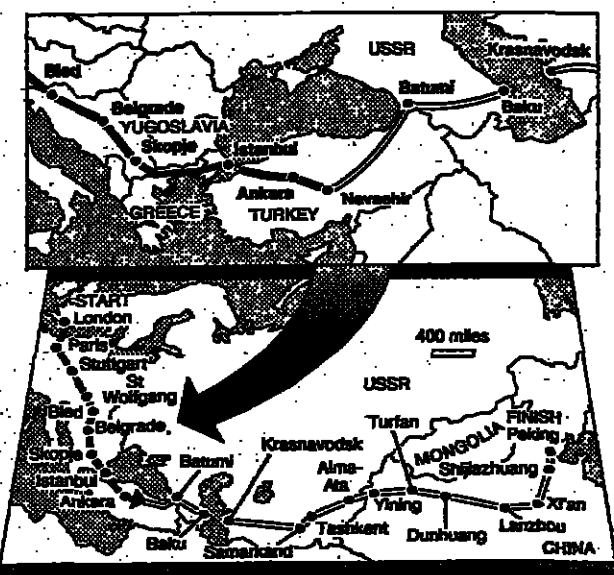 USSR
Krasnavodsk
Bled
Batumi
Belgrade
Baku
YUGOSLAVIA
Skopje
Istanbul
Ankara
Nevsehir
GREECE
TURKEY
START
London
Paris
400 miles
Stuttgart
St
Wolfgang
USSR
Bled
Turfan
FINISH
Belgrade
Peking
MONGOLIA
Krasnavodsk
Skopje
Batumi
Alma-
Ata
Shijiazhuang
Istanbul
Yining
Ankara
Xi'an
Tashkent
Lanzhou
Baku
Dunhuang
Samarkand
CHINA